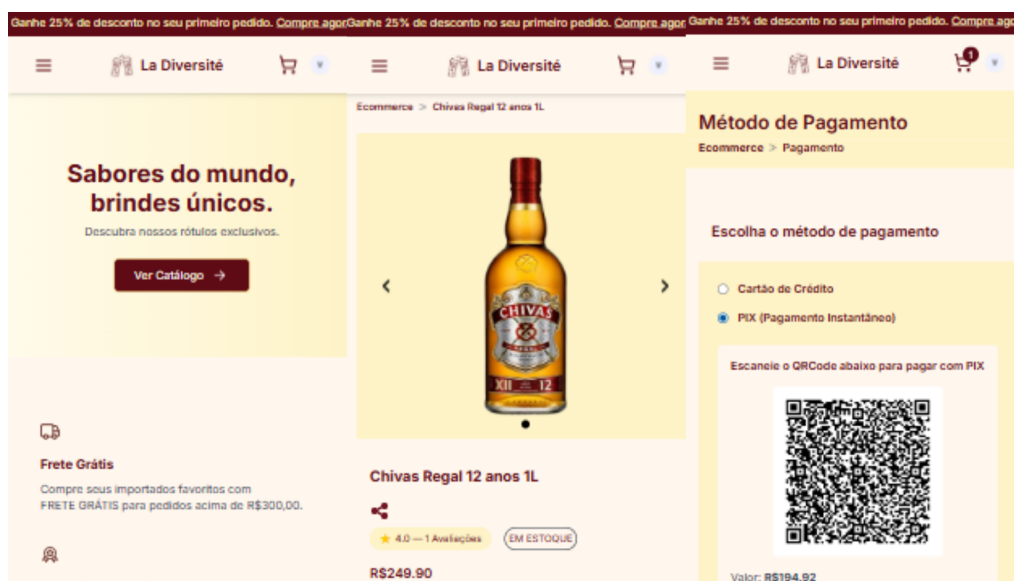 Ganhe 25% de desconto no seu primeiro pedido. Compre agor
La Diversité
Sabores do mundo,
brindes únicos.
Descubra nossos rótulos exclusivos.
Ver Catálogo →
Frete Grátis
Compre seus importados favoritos com
FRETE GRÁTIS para pedidos acima de R$300,00.
Ganhe 25% de desconto no seu primeiro pedido. Compre agor
La Diversité
Ecommerce > Chivas Regal 12 anos 1L
CHIVAS
REGAL
XII 12
Chivas Regal 12 anos 1L
4.0 — 1 Avaliações
EM ESTOQUE
R$249.90
Ganhe 25% de desconto no seu primeiro pedido. Compre ago
La Diversité
1
Método de Pagamento
Ecommerce > Pagamento
Escolha o método de pagamento
Cartão de Crédito
PIX (Pagamento Instantâneo)
Escaneie o QRCode abaixo para pagar com PIX
Valor: R$194.92